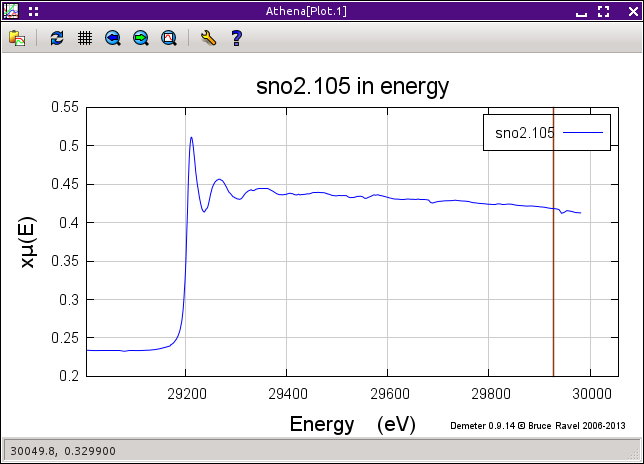 Athena[Plot.1]
sno2.105 in energy
sno2.105
0.55
0.5
0.45
0.4
0.35
0.3
0.25
0.2
xμ(E)
29200 29400 29600 29800 30000
Energy (eV)
Demeter 0.9.14 © Bruce Ravel 2006-2013
30049.8, 0.329900